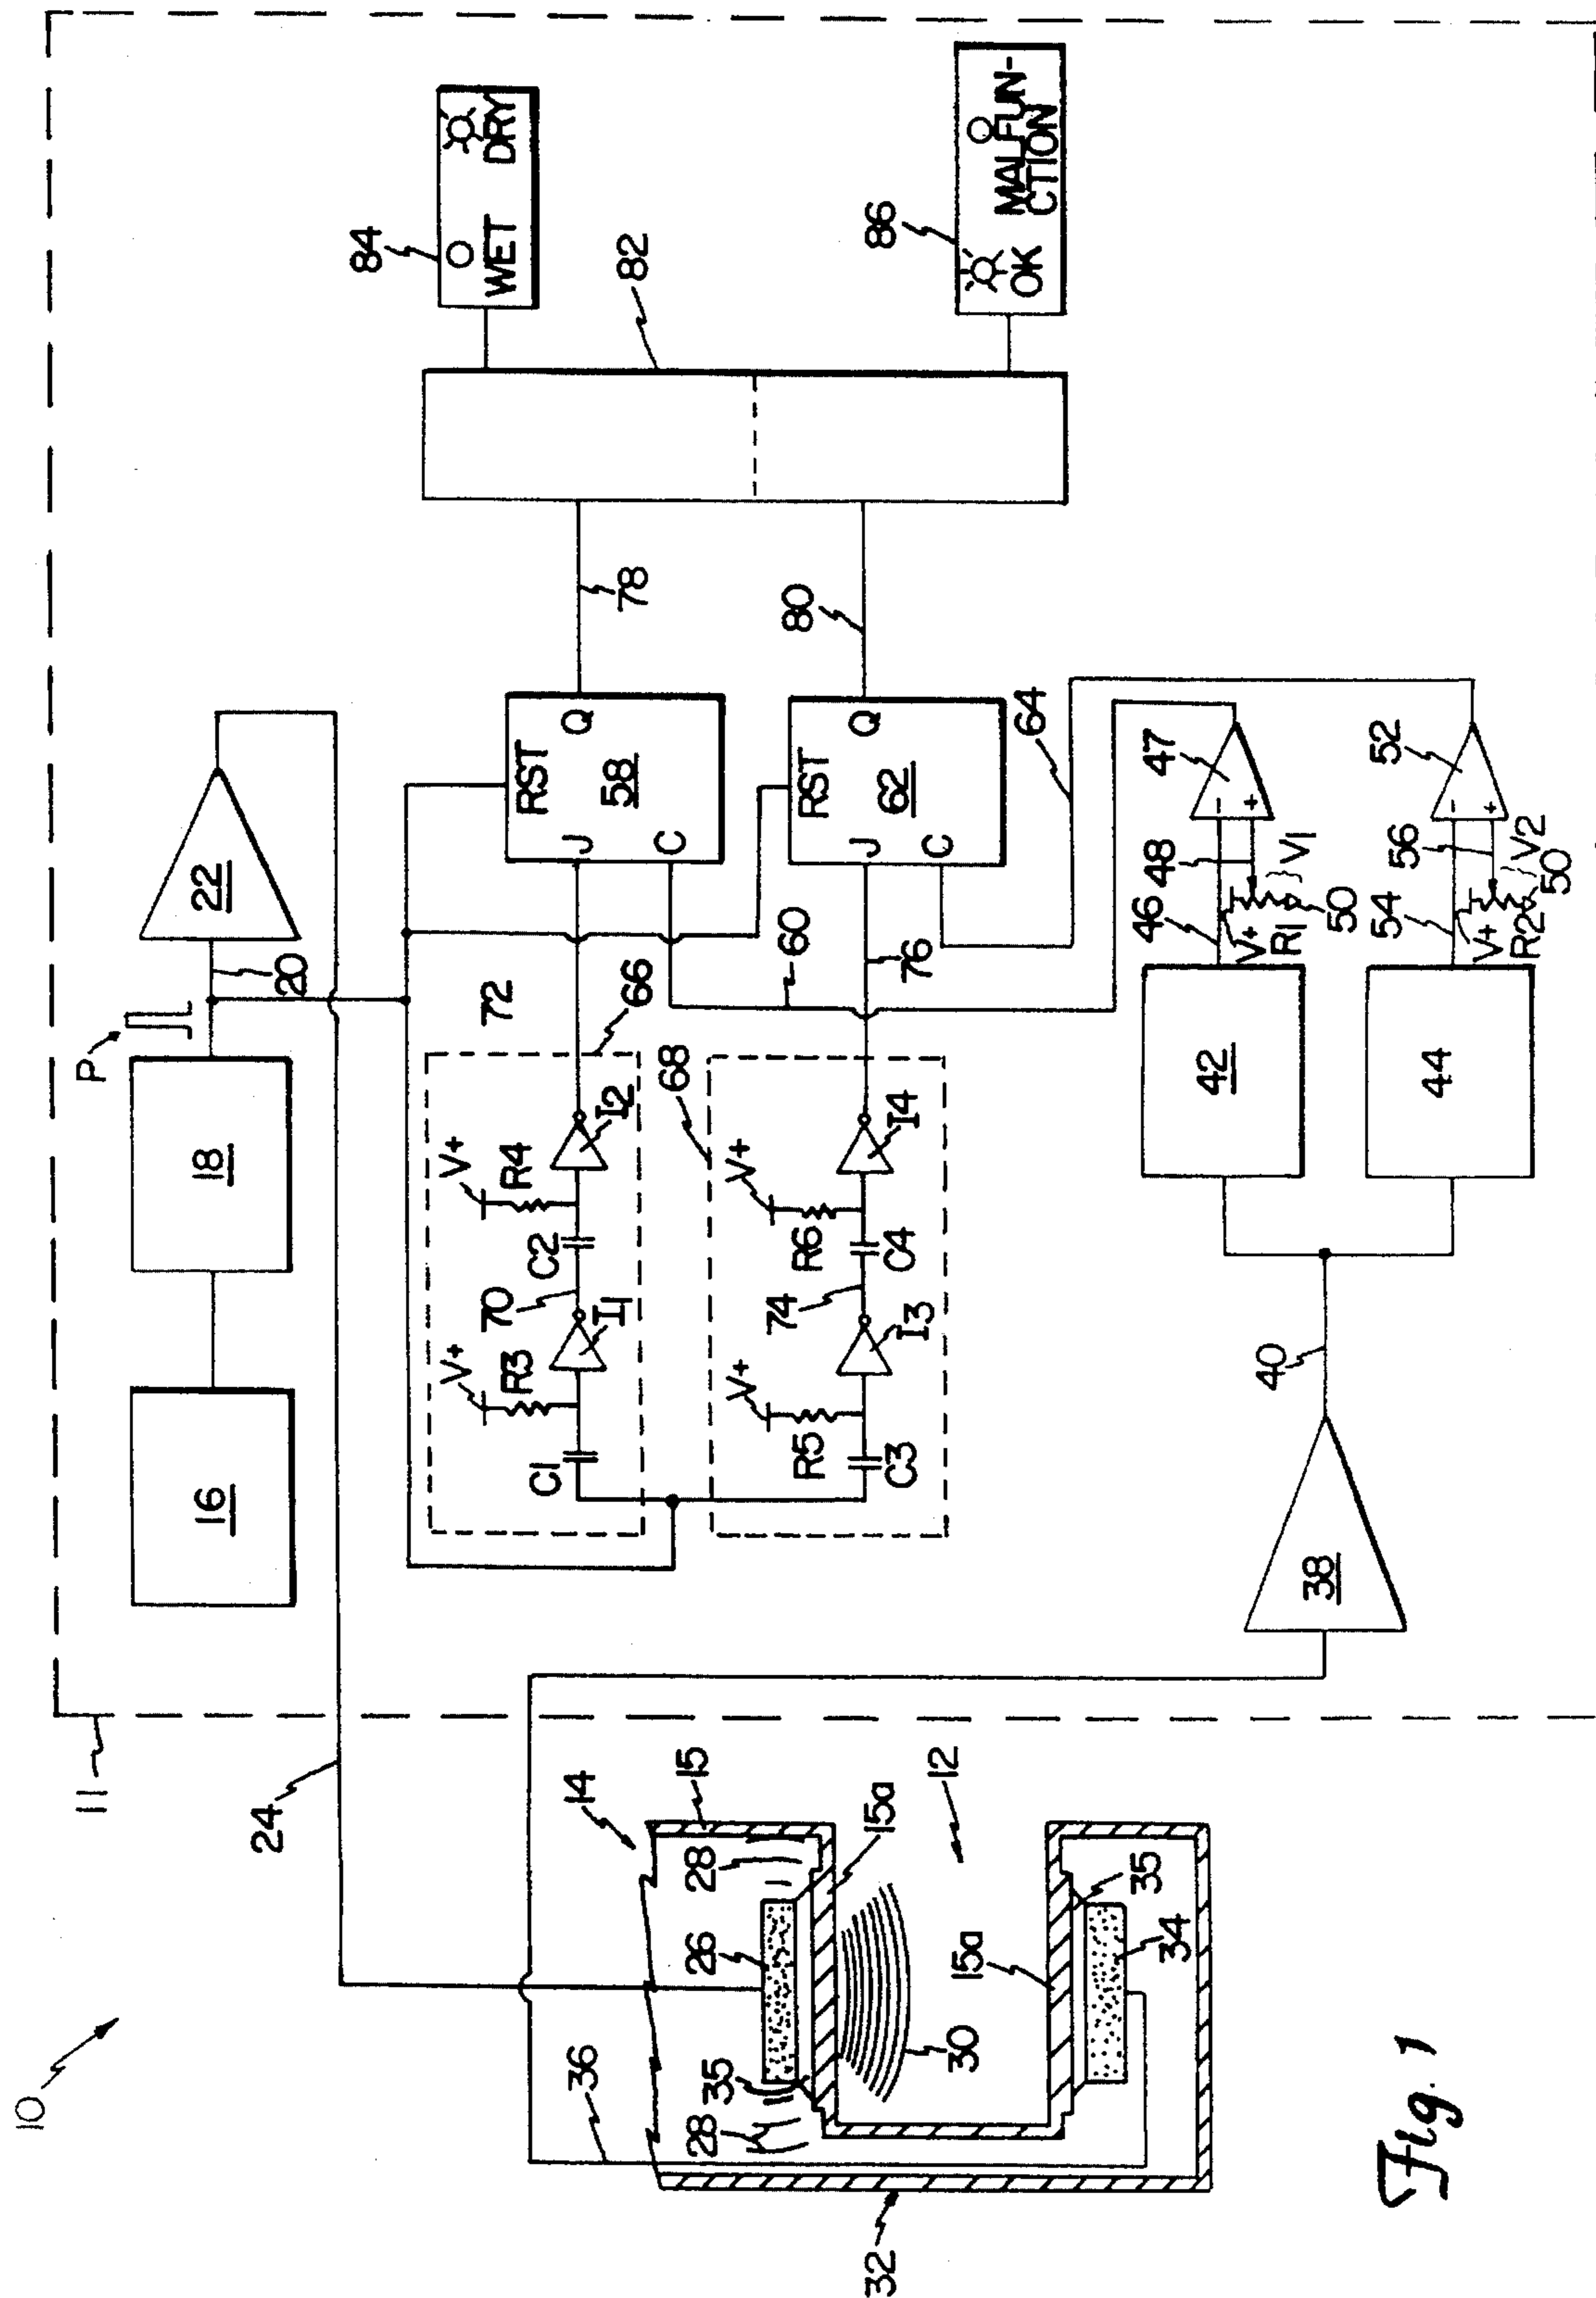 10
11
P
16
18
20
22
24
84
WET DRY
82
86
OK MALFUN-
CTION
72
66
V+
R3
V+
R4
C1
I1
70
C2
I2
RST
J
Q
58
C
78
68
V+
R5
V+
R6
C3
I3
74
C4
I4
60
76
RST
J
Q
62
C
80
64
14
15
28
26
35
28
15a
12
30
36
32
15a
35
34
38
40
42
46
47
-
+
48
V+
R1
V1
50
44
54
52
-
+
56
V+
R2
V2
50
Fig. 1